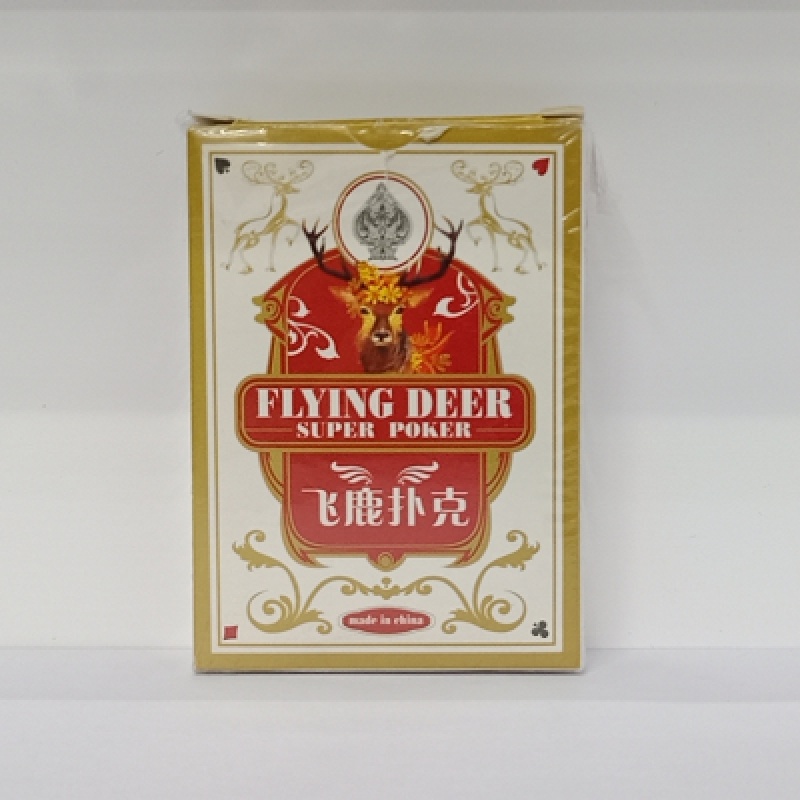 FLYING DEER
SUPER POKER
飞鹿扑克
made in china